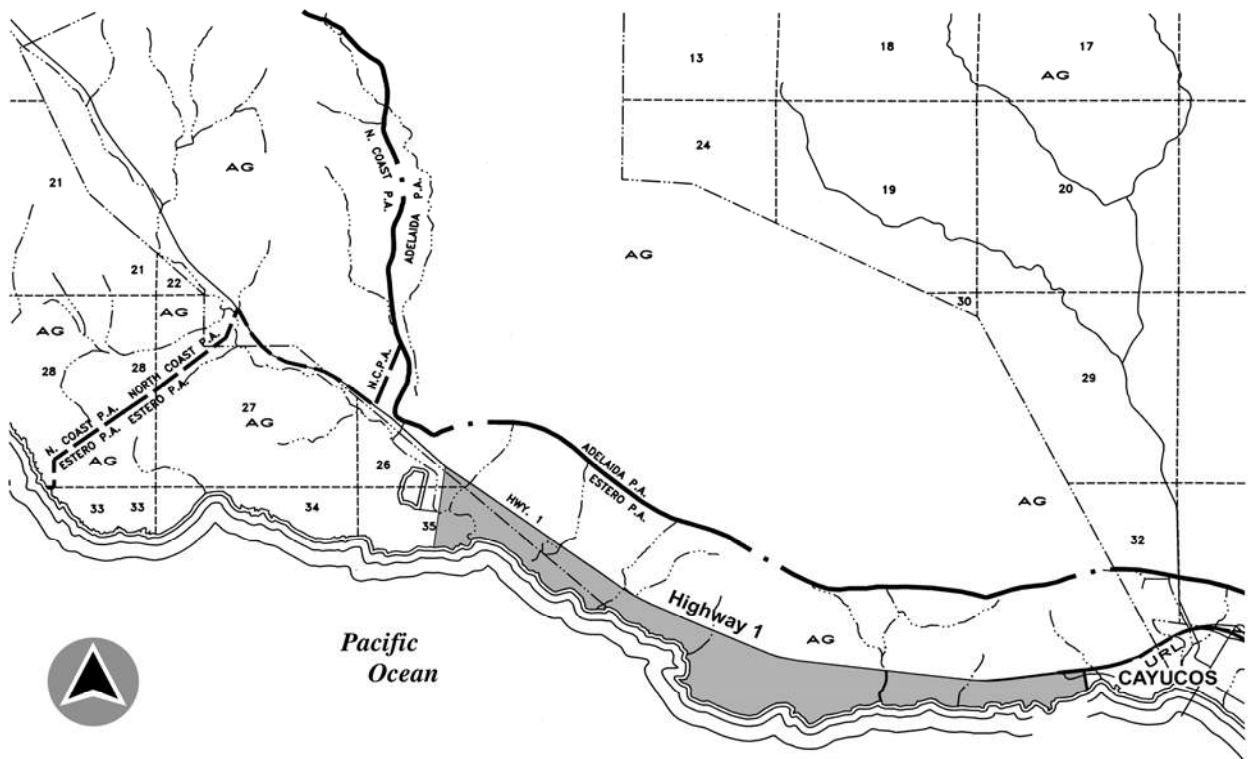 13
18
17
AG
24
N. COAST P.A.
ADELAIDA P.A.
AG
21
19
20
AG
21
22
30
AG
AG
28
28
N.C.P.A.
29
N. COAST P.A. NORTH COAST P.A.
ESTERO P.A. ESTERO P.A.
27
AG
AG
26
ADELAIDA P.A.
ESTERO P.A.
AG
HWY. 1
33
33
34
35
32
Highway 1
AG
Pacific
Ocean
URL
CAYUCOS